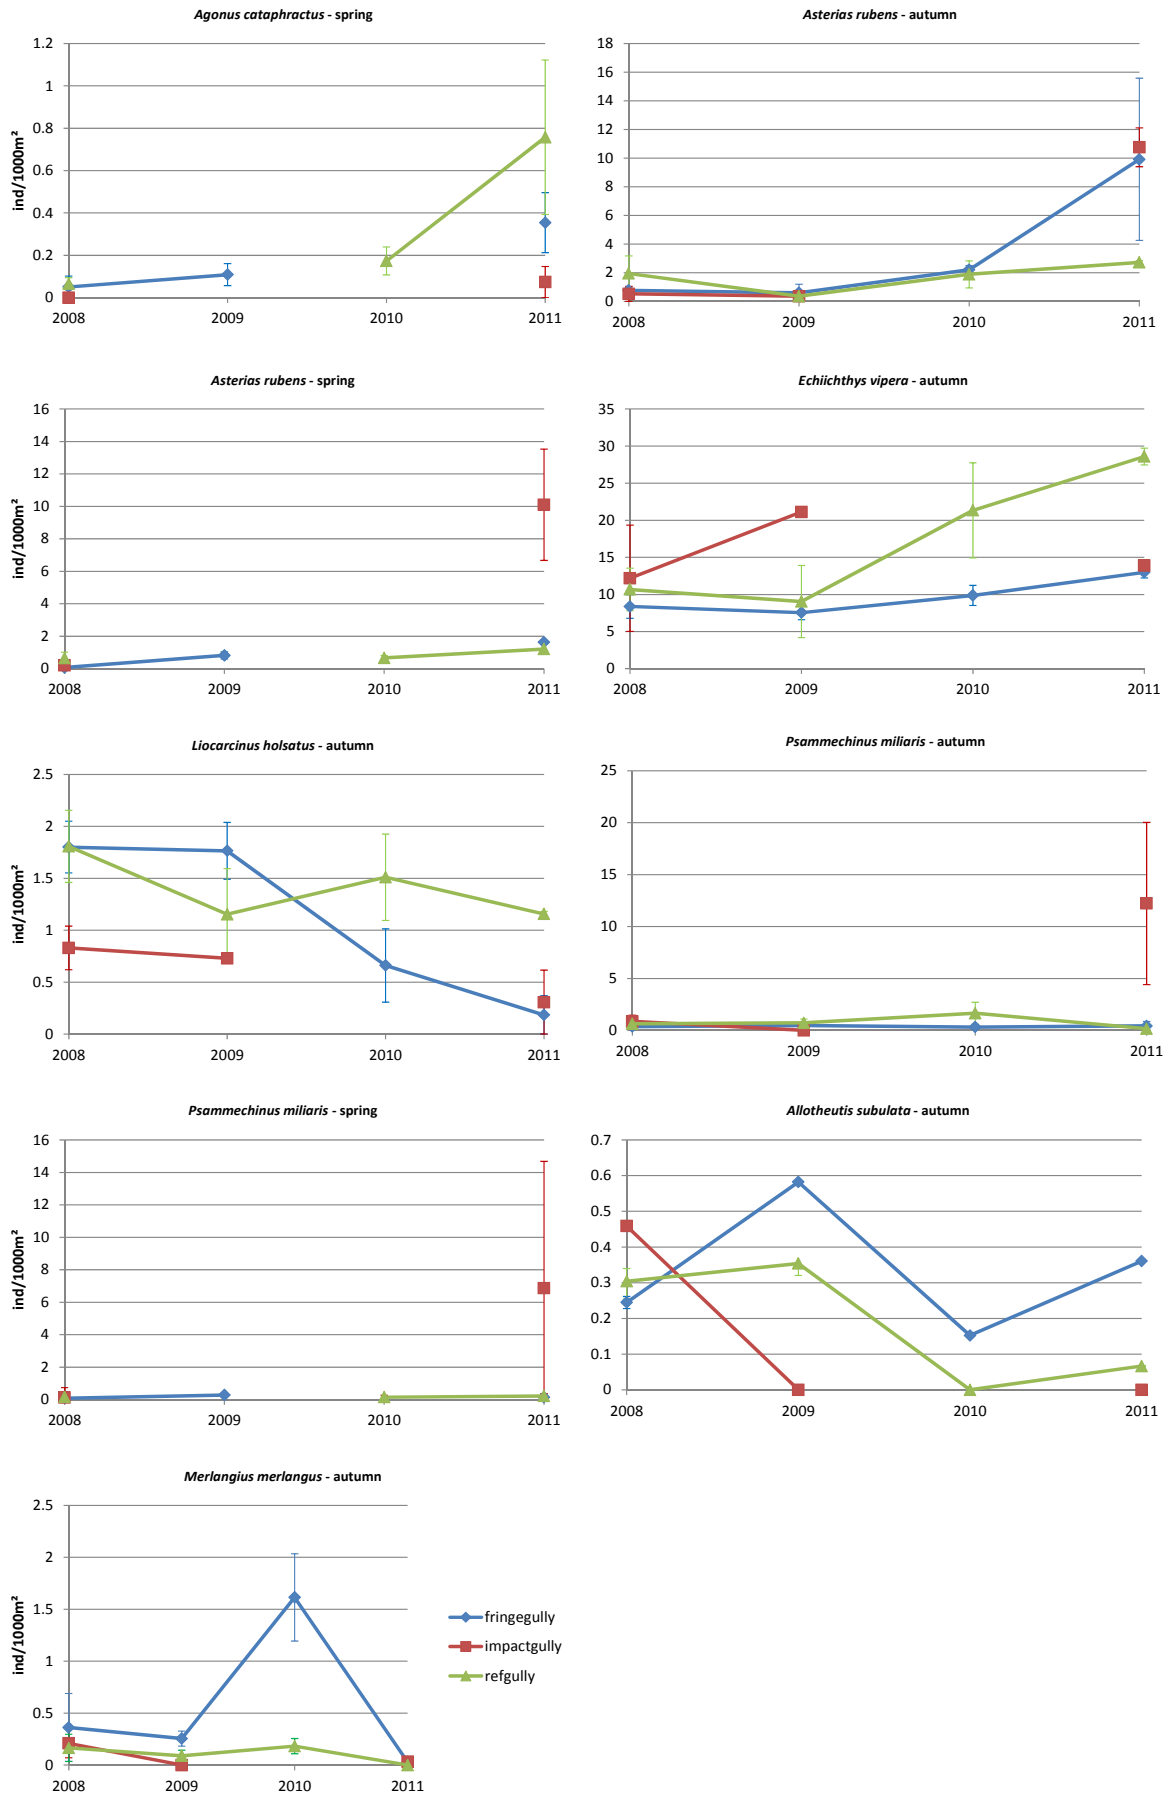 Agonus cataphractus - spring
1.2
1
0.8
0.6
0.4
0.2
0
ind/1000m²
2008 2009 2010 2011
Asterias rubens - autumn
18
16
14
12
10
8
6
4
2
0
2008 2009 2010 2011
Asterias rubens - spring
16
14
12
10
8
6
4
2
0
ind/1000m²
2008 2009 2010 2011
Echiichthys vipera - autumn
35
30
25
20
15
10
5
0
2008 2009 2010 2011
Liocarcinus holsatus - autumn
2.5
2
1.5
1
0.5
0
ind/1000m²
2008 2009 2010 2011
Psammechinus miliaris - autumn
25
20
15
10
5
0
2008 2009 2010 2011
Psammechinus miliaris - spring
16
14
12
10
8
6
4
2
0
ind/1000m²
2008 2009 2010 2011
Allotheutis subulata - autumn
0.7
0.6
0.5
0.4
0.3
0.2
0.1
0
2008 2009 2010 2011
Merlangius merlangus - autumn
2.5
2
1.5
1
0.5
0
ind/1000m²
2008 2009 2010 2011
fringegully
impactgully
refgully